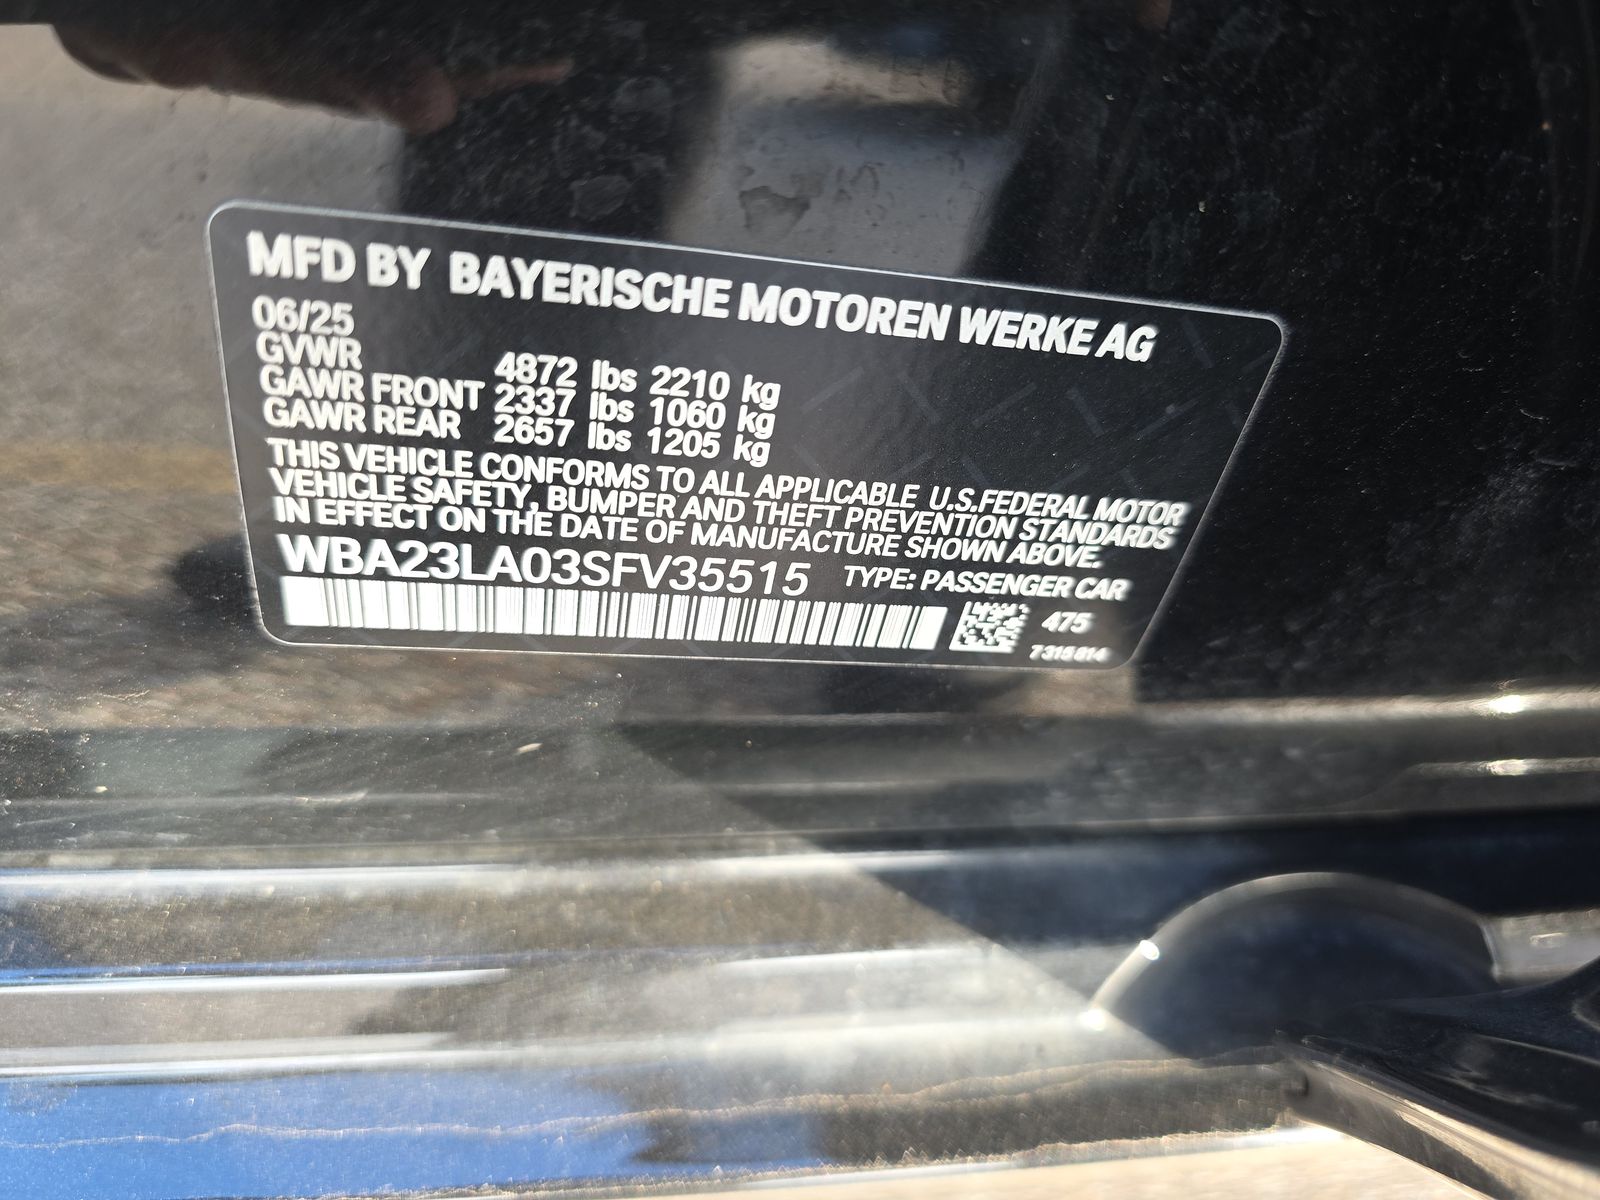 MFD BY BAYERISCHE MOTOREN WERKE AG
06/25
GVWR 4872 lbs 2210 kg
GAWR FRONT 2337 lbs 1060 kg
GAWR REAR 2657 lbs 1205 kg
THIS VEHICLE CONFORMS TO ALL APPLICABLE U.S.FEDERAL MOTOR
VEHICLE SAFETY, BUMPER AND THEFT PREVENTION STANDARDS
IN EFFECT ON THE DATE OF MANUFACTURE SHOWN ABOVE.
WBA23LA03SFV35515 TYPE: PASSENGER CAR
475
7315814